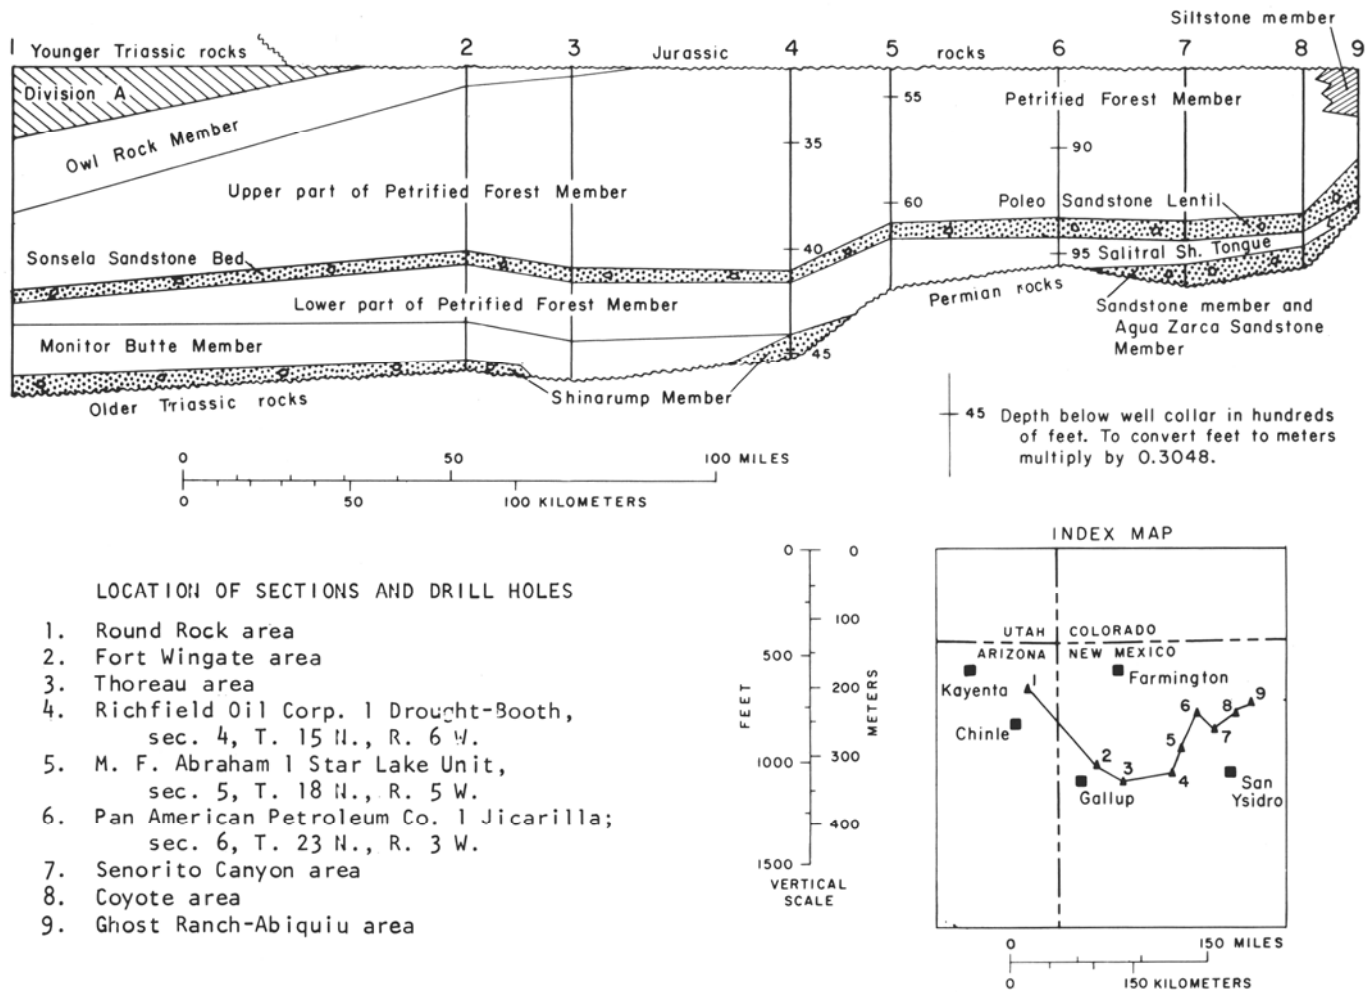 Siltstone member
1 Younger Triassic rocks 2 3 Jurassic 4 5 rocks 6 7 8 9
Division A
55
Petrified Forest Member
Owl Rock Member
35
90
Upper part of Petrified Forest Member
60
Poleo Sandstone Lentil
Sonsela Sandstone Bed
40
95 Salitral Sh. Tongue
Lower part of Petrified Forest Member
Permian rocks
Sandstone member and
Agua Zarca Sandstone
Member
Monitor Butte Member
45
Older Triassic rocks
Shinarump Member
45 Depth below well collar in hundreds
of feet. To convert feet to meters
multiply by 0.3048.
0 50 100 MILES
0 50 100 KILOMETERS
LOCATION OF SECTIONS AND DRILL HOLES
1. Round Rock area
2. Fort Wingate area
3. Thoreau area
4. Richfield Oil Corp. 1 Drought-Booth,
sec. 4, T. 15 N., R. 6 W.
5. M. F. Abraham 1 Star Lake Unit,
sec. 5, T. 18 N., R. 5 W.
6. Pan American Petroleum Co. 1 Jicarilla;
sec. 6, T. 23 N., R. 3 W.
7. Senorito Canyon area
8. Coyote area
9. Ghost Ranch-Abiquiu area
0 0
100
500
200
FEET
METERS
1000 300
400
1500
VERTICAL
SCALE
INDEX MAP
UTAH COLORADO
ARIZONA NEW MEXICO
Kayenta
1
Farmington
Chinle
6
8
9
7
5
2
3
4
Gallup
San
Ysidro
0 150 MILES
0 150 KILOMETERS